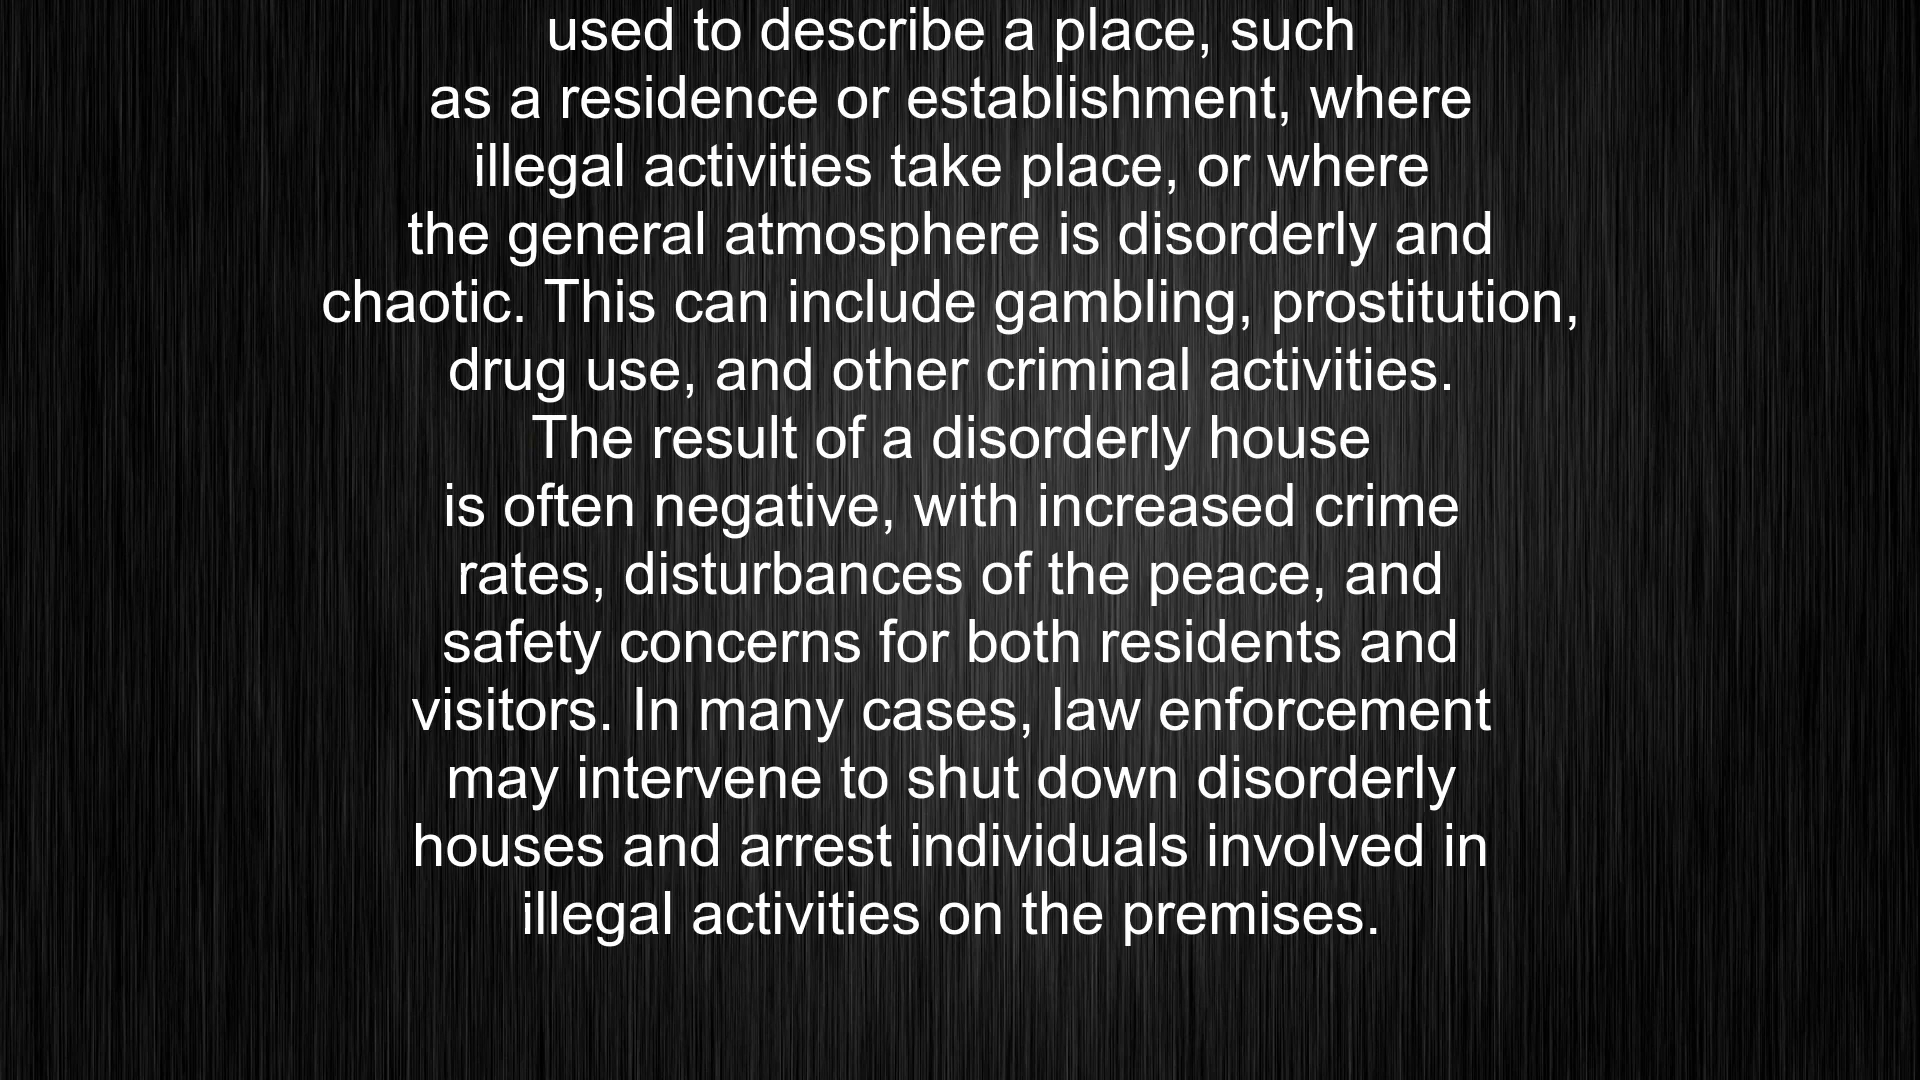 used to describe a place, such
as a residence or establishment, where
illegal activities take place, or where
the general atmosphere is disorderly and
chaotic. This can include gambling, prostitution,
drug use, and other criminal activities.
The result of a disorderly house
is often negative, with increased crime
rates, disturbances of the peace, and
safety concerns for both residents and
visitors. In many cases, law enforcement
may intervene to shut down disorderly
houses and arrest individuals involved in
illegal activities on the premises.